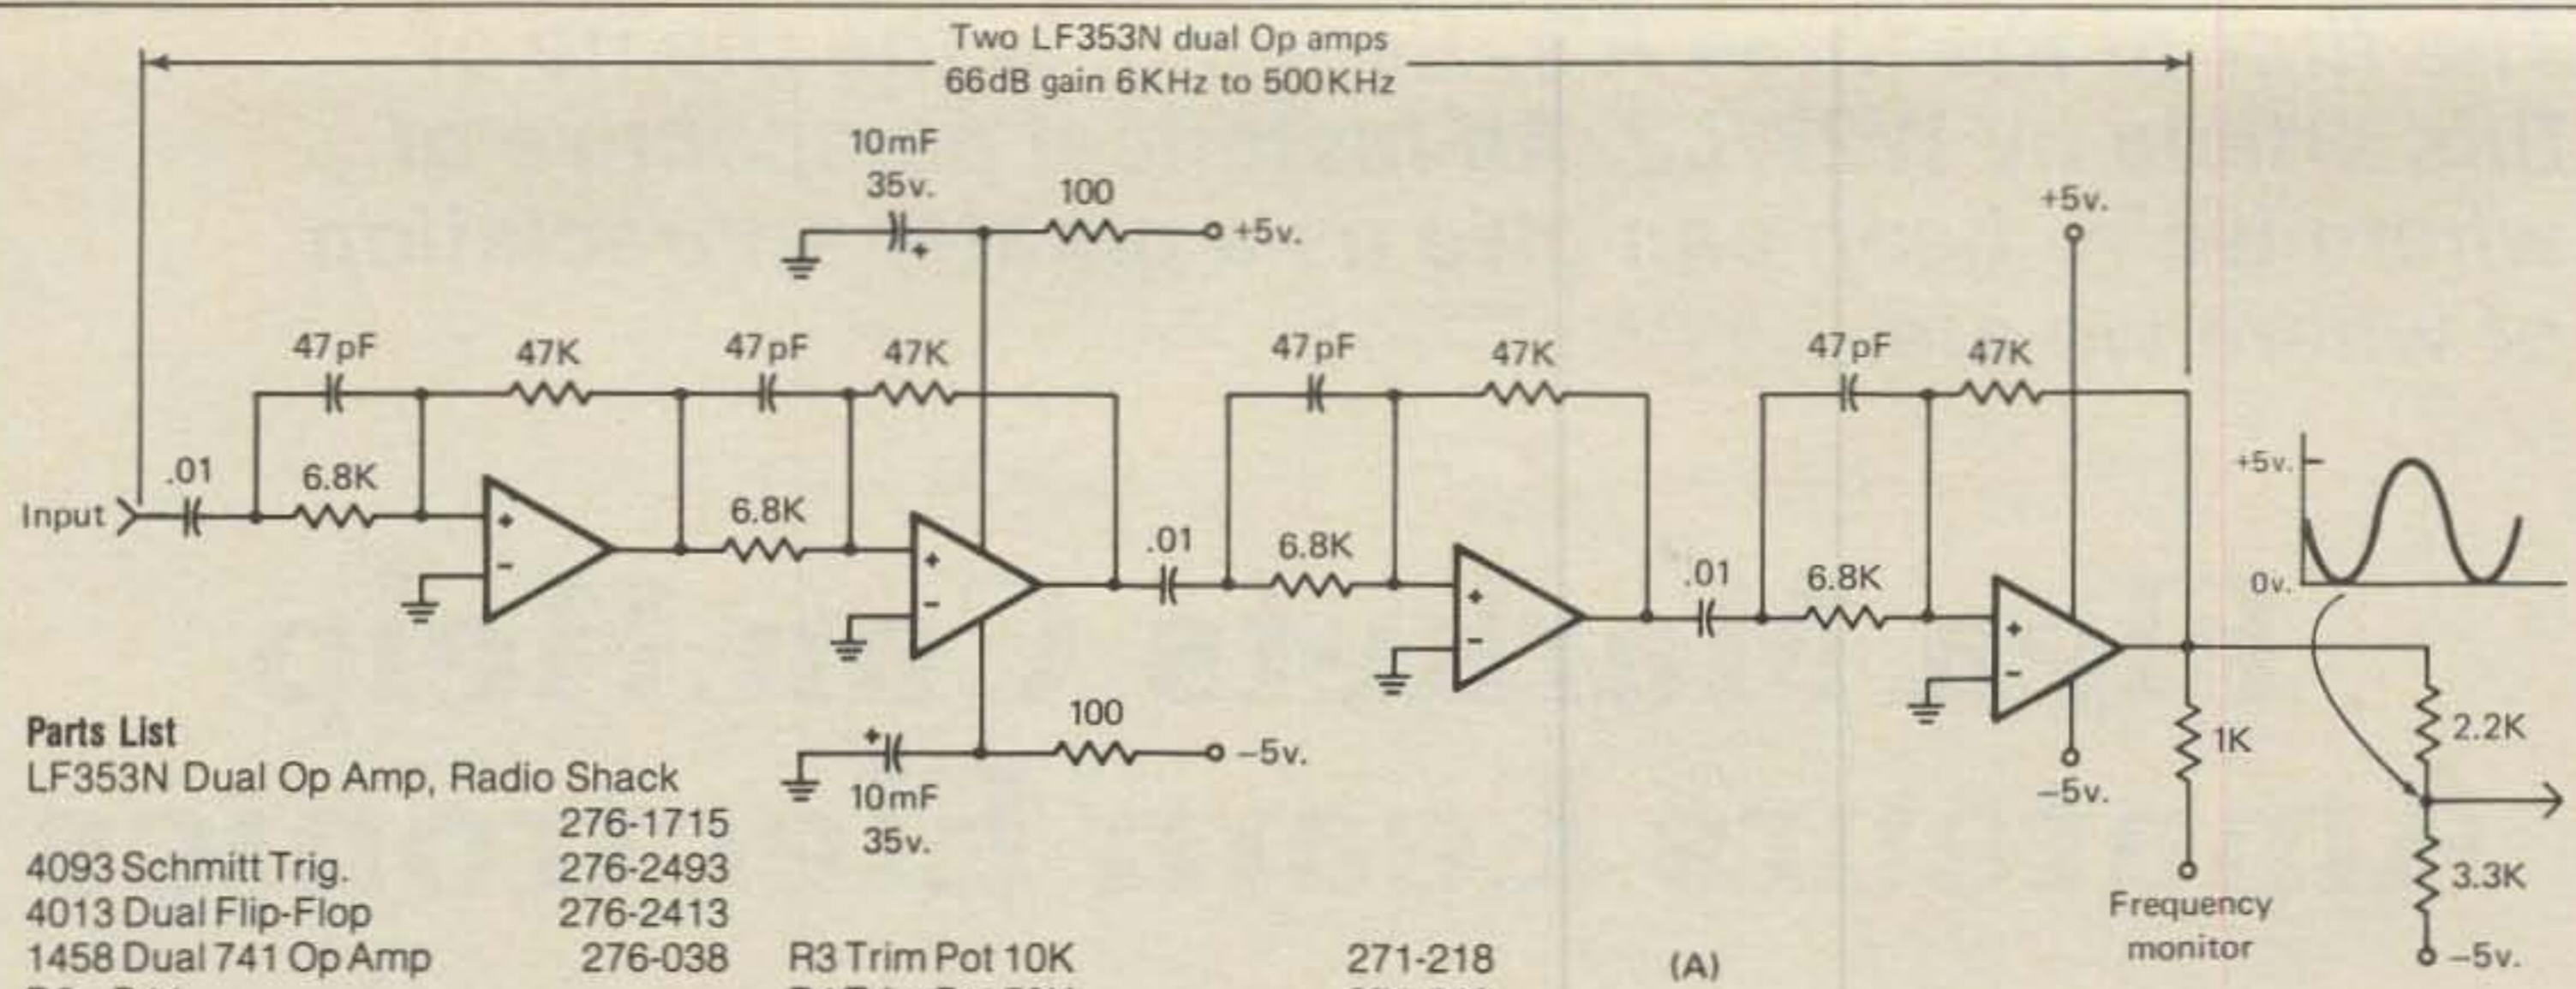 Two LF353N dual Op amps
66dB gain 6KHz to 500KHz
10mF
35v.
100
+5v.
+5v.
47pF
47K
47pF
47K
47pF
47K
47pF
47K
Input
.01
6.8K
+
-
6.8K
+
-
.01
6.8K
+
-
.01
6.8K
+
-
+5v.
0v.
Parts List
LF353N Dual Op Amp, Radio Shack
276-1715
4093 Schmitt Trig. 276-2493
4013 Dual Flip-Flop 276-2413
1458 Dual 741 Op Amp 276-038
10mF
35v.
100
-5v.
-5v.
1K
Frequency
monitor
2.2K
3.3K
-5v.
R3 Trim Pot 10K 271-218
(A)